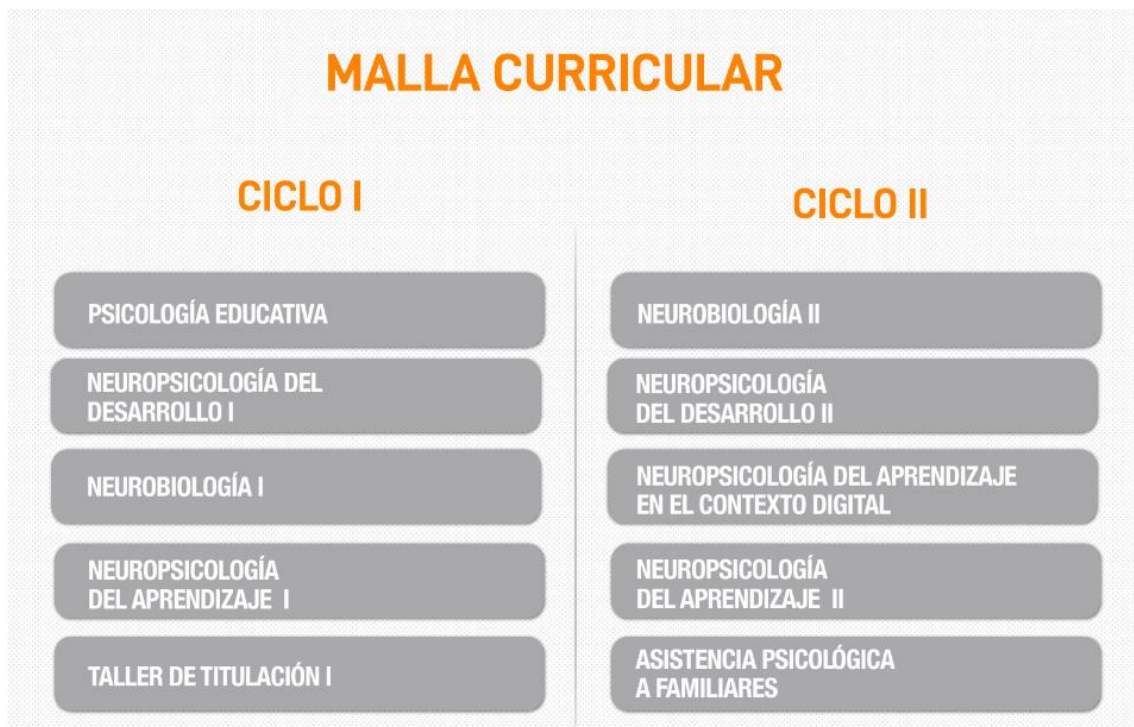 MALLA CURRICULAR
CICLO I
PSICOLOGÍA EDUCATIVA
NEUROPSICOLOGÍA DEL
DESARROLLO I
NEUROBIOLOGÍA I
NEUROPSICOLOGÍA
DEL APRENDIZAJE I
TALLER DE TITULACIÓN I
CICLO II
NEUROBIOLOGÍA II
NEUROPSICOLOGÍA
DEL DESARROLLO II
NEUROPSICOLOGÍA DEL APRENDIZAJE
EN EL CONTEXTO DIGITAL
NEUROPSICOLOGÍA
DEL APRENDIZAJE II
ASISTENCIA PSICOLÓGICA
A FAMILIARES